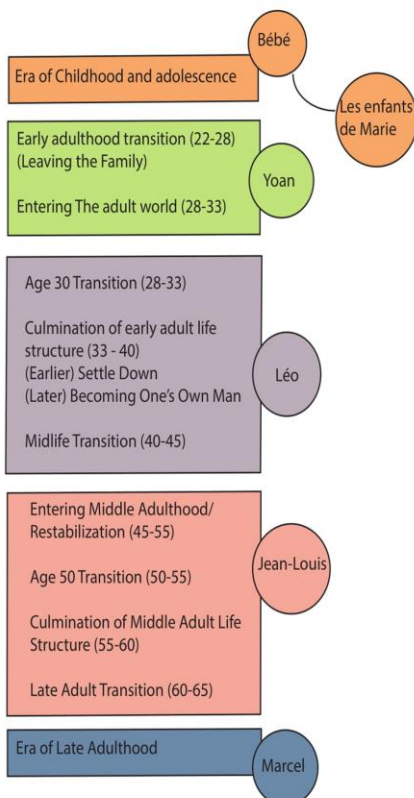 Bébé
Era of Childhood and adolescence
Les enfants
de Marie
Early adulthood transition (22-28)
(Leaving the Family)
Yoan
Entering The adult world (28-33)
Age 30 Transition (28-33)
Culmination of early adult life
structure (33 - 40)
(Earlier) Settle Down
(Later) Becoming One's Own Man
Léo
Midlife Transition (40-45)
Entering Middle Adulthood/
Restabilization (45-55)
Jean-Louis
Age 50 Transition (50-55)
Culmination of Middle Adult Life
Structure (55-60)
Late Adult Transition (60-65)
Era of Late Adulthood
Marcel